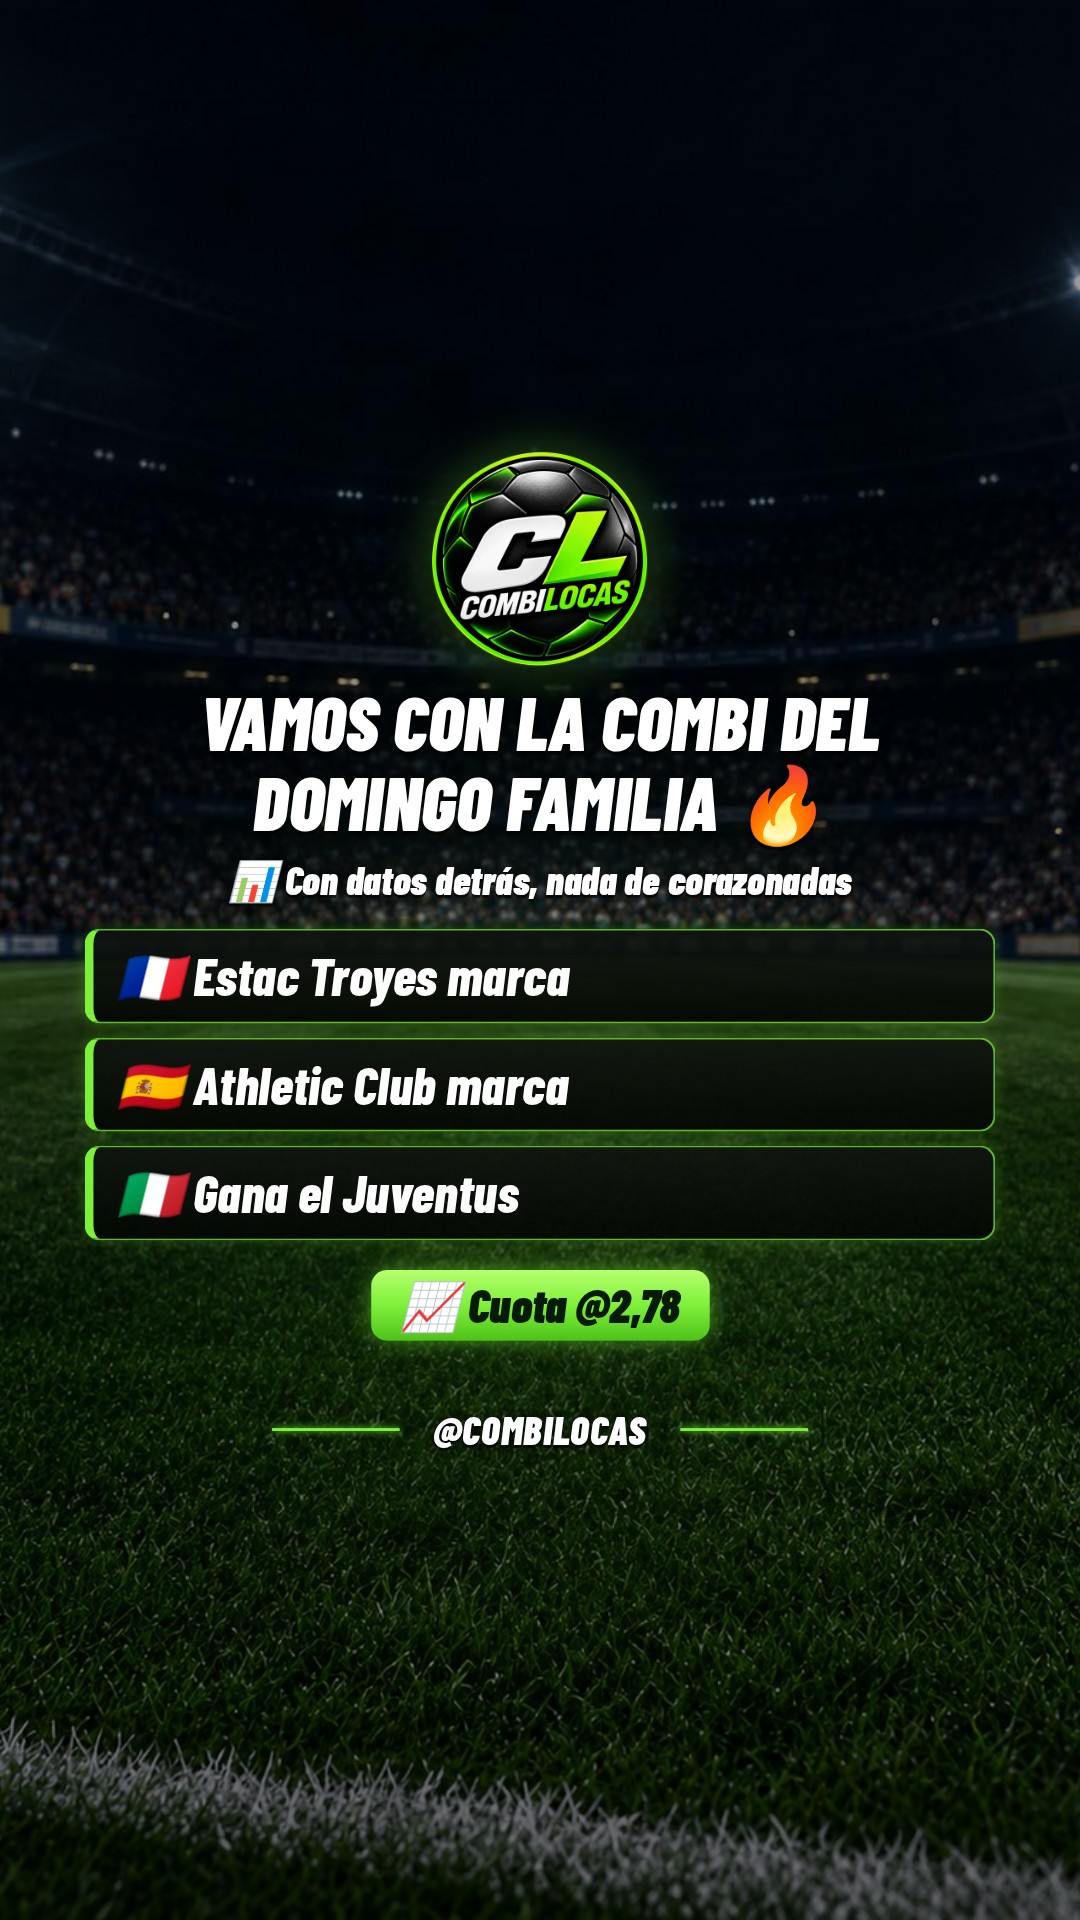 CL
COMBILOCAS
VAMOS CON LA COMBI DEL
DOMINGO FAMILIA 🔥
📊 Con datos detrás, nada de corazonadas
🇫🇷 Estac Troyes marca
🇪🇸 Athletic Club marca
🇮🇹 Gana el Juventus
📈 Cuota @2,78
@COMBILOCAS